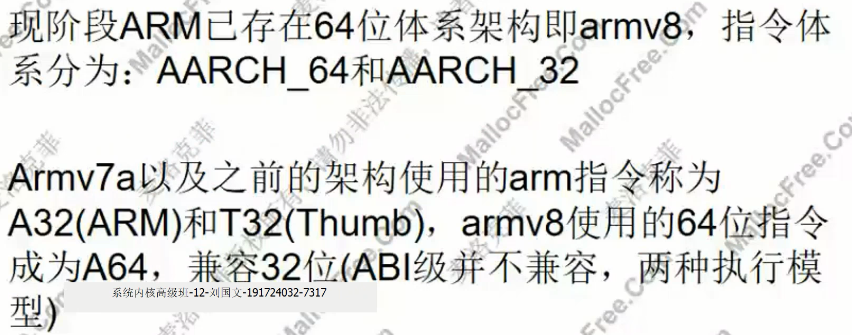 现阶段ARM已存在64位体系架构即armv8，指令体
系分为：AARCH_64和AARCH_32
Armv7a以及之前的架构使用的arm指令称为
A32(ARM)和T32(Thumb)，armv8使用的64位指令
成为A64，兼容32位(ABI级并不兼容，两种执行模
型)
系统内核高级班-12-刘国文-191724032-7317
MallocFree.Com
MallocFree.Com
MallocFree.Com